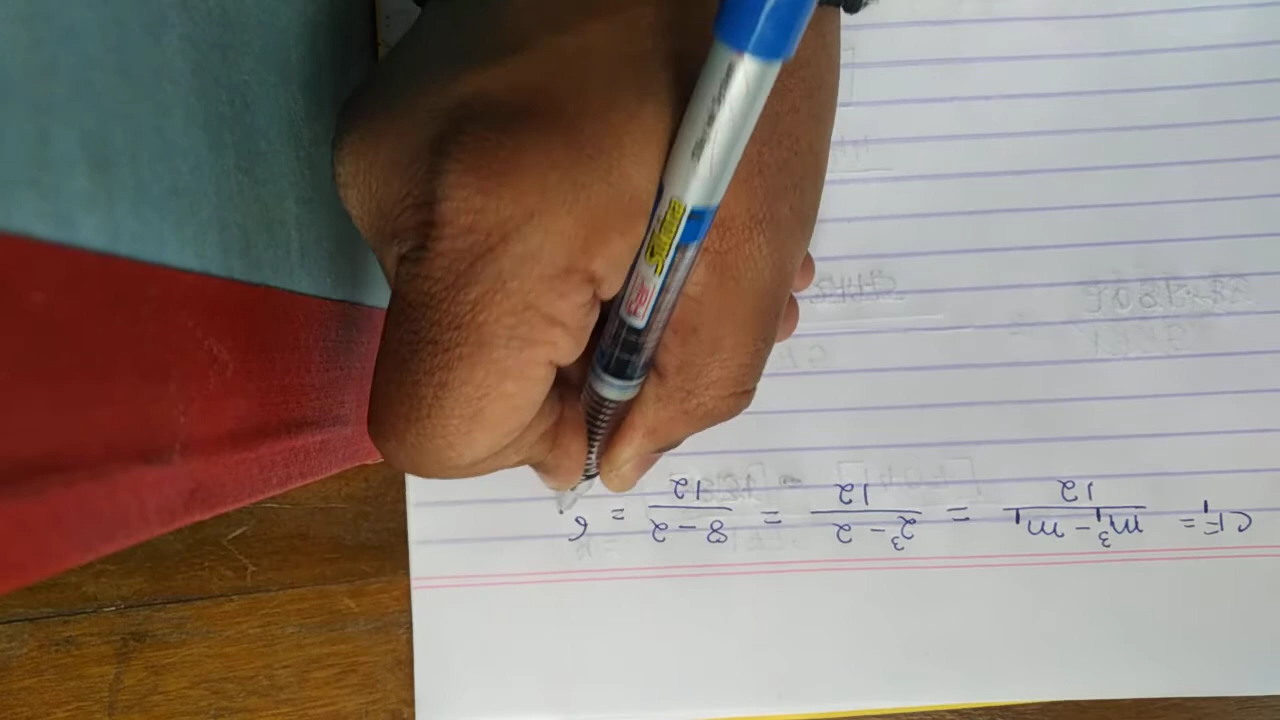 CF₁ = m₁³ - m₁ / 12 = 2³ - 2 / 12 = 8 - 2 / 12 = 6